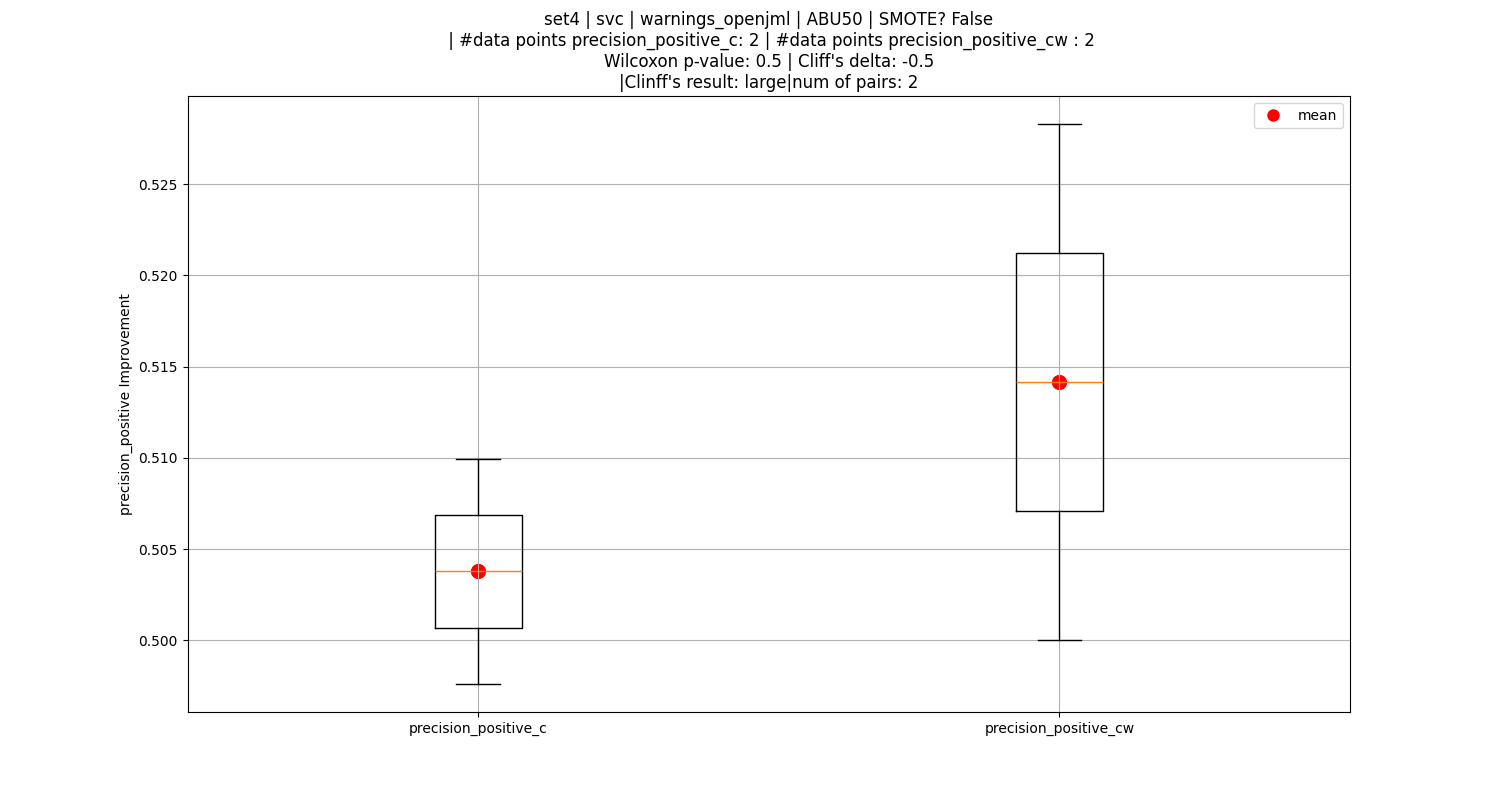 set4 | svc | warnings_openjml | ABU50 | SMOTE? False
| #data points precision_positive_c: 2 | #data points precision_positive_cw : 2
Wilcoxon p-value: 0.5 | Cliff's delta: -0.5
|Clinff's result: large|num of pairs: 2
mean
precision_positive Improvement
0.525
0.520
0.515
0.510
0.505
0.500
precision_positive_c
precision_positive_cw